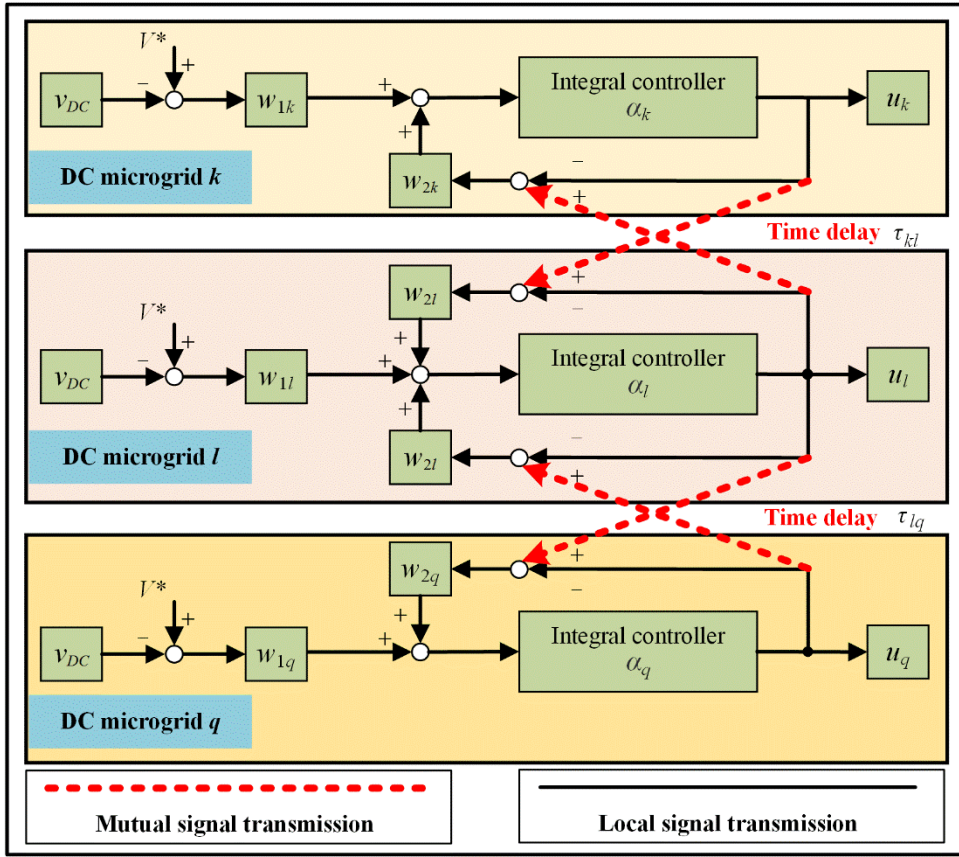 V*
−
+
v_DC
w_1k
+
+
Integral controller
α_k
u_k
w_2k
−
+
DC microgrid k
Time delay τ_kl
w_2l
+
−
V*
−
+
v_DC
w_1l
+
+
+
Integral controller
α_l
u_l
w_2l
−
+
DC microgrid l
Time delay τ_lq
w_2q
+
−
V*
−
+
v_DC
w_1q
+
+
Integral controller
α_q
u_q
DC microgrid q
Mutual signal transmission
Local signal transmission